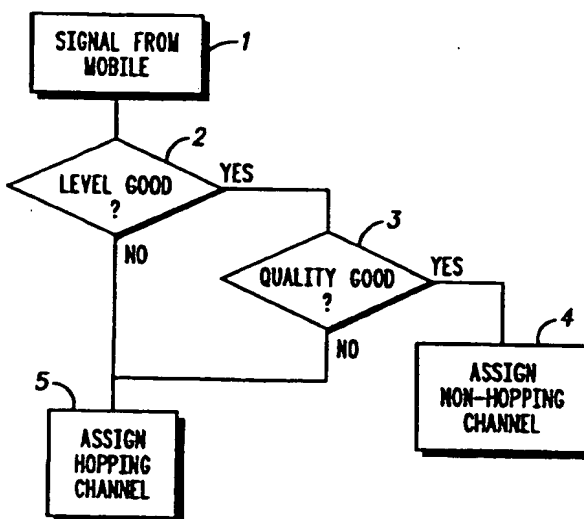 SIGNAL FROM
MOBILE
1
2
LEVEL GOOD
?
YES
NO
3
QUALITY GOOD
?
YES
NO
4
ASSIGN
NON-HOPPING
CHANNEL
5
ASSIGN
HOPPING
CHANNEL